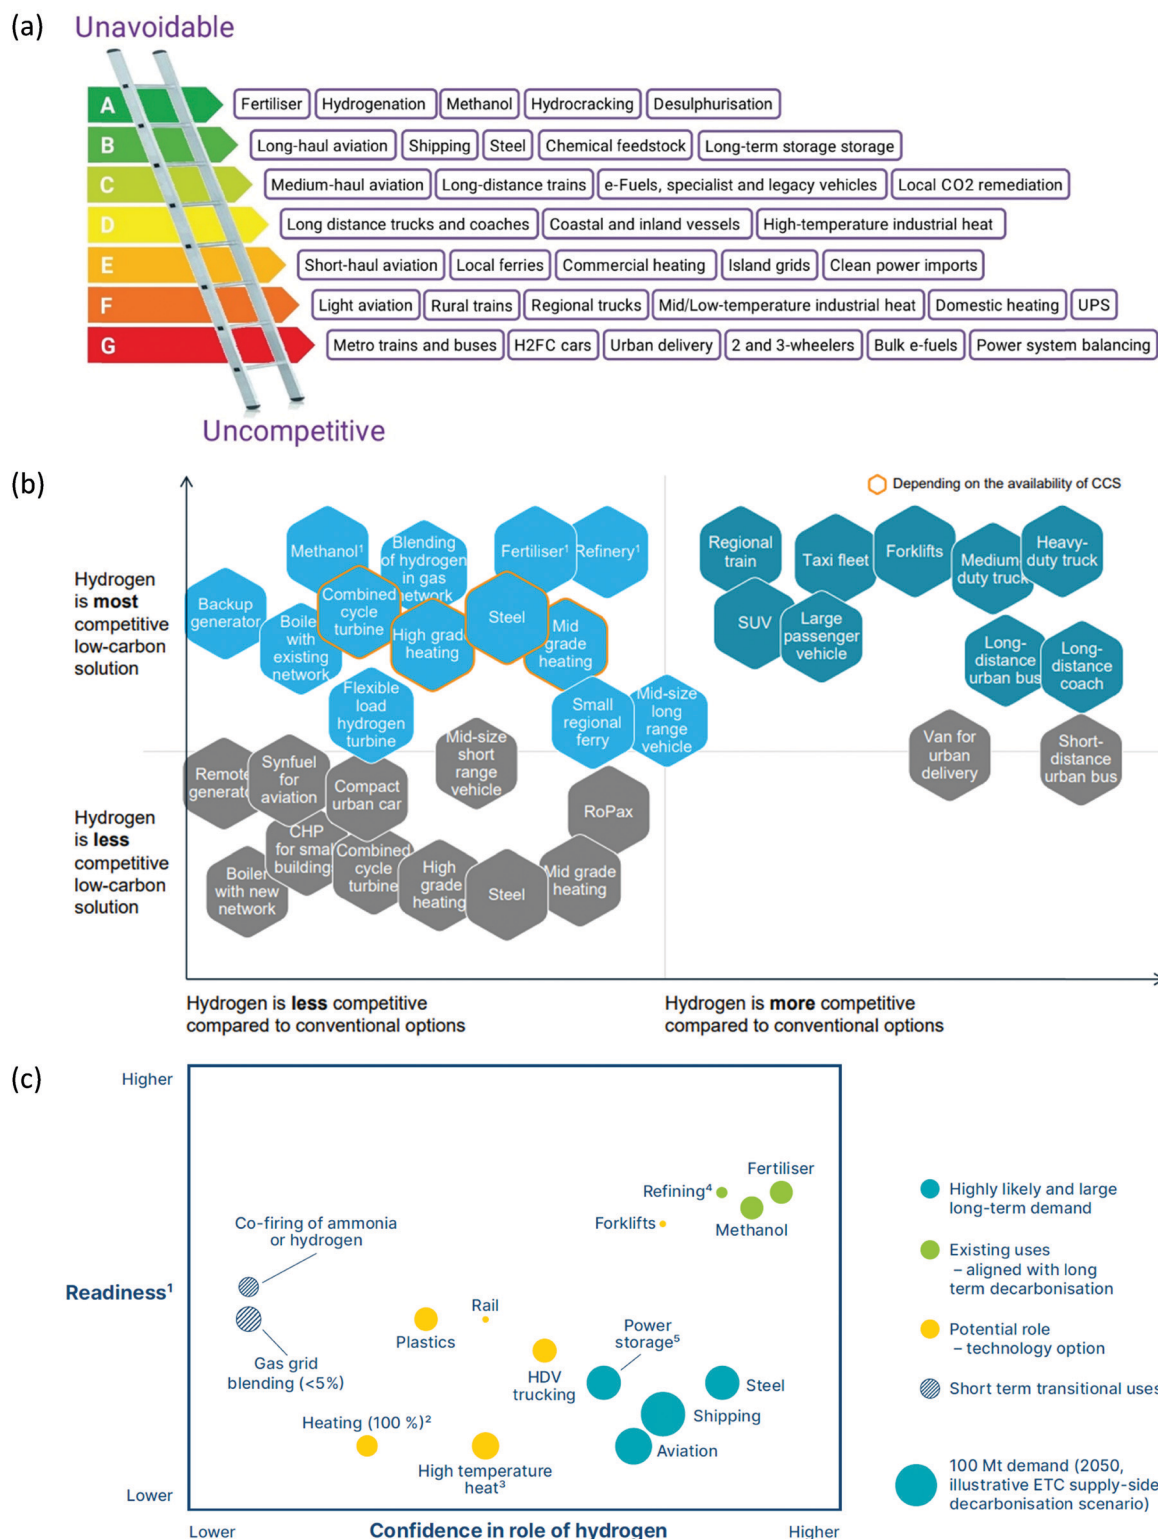 (a)
Unavoidable
A
Fertiliser Hydrogenation Methanol Hydrocracking Desulphurisation
B
Long-haul aviation Shipping Steel Chemical feedstock Long-term storage storage
C
Medium-haul aviation Long-distance trains e-Fuels, specialist and legacy vehicles Local CO2 remediation
D
Long distance trucks and coaches Coastal and inland vessels High-temperature industrial heat
E
Short-haul aviation Local ferries Commercial heating Island grids Clean power imports
F
Light aviation Rural trains Regional trucks Mid/Low-temperature industrial heat Domestic heating UPS
G
Metro trains and buses H2FC cars Urban delivery 2 and 3-wheelers Bulk e-fuels Power system balancing
Uncompetitive
(b)
Depending on the availability of CCS
Hydrogen
is most
competitive
low-carbon
solution
Methanol¹
Blending
of hydrogen
in gas
network
Fertiliser¹
Refinery¹
Backup
generator
Boiler
with
existing
network
Combined
cycle
turbine
High grade
heating
Steel
Mid
grade
heating
Flexible
load
hydrogen
turbine
Small
regional
ferry
Mid-size
long
range
vehicle
Regional
train
Taxi fleet
Forklifts
Medium-
duty truck
Heavy-
duty truck
SUV
Large
passenger
vehicle
Long-
distance
urban bus
Long-
distance
coach
Hydrogen
is less
competitive
low-carbon
solution
Remote
generator
Synfuel
for
aviation
Compact
urban car
Mid-size
short
range
vehicle
RoPax
CHP
for small
buildings
Boiler
with new
network
Combined
cycle
turbine
High
grade
heating
Steel
Mid grade
heating
Van for
urban
delivery
Short-
distance
urban bus
Hydrogen is less competitive
compared to conventional options
Hydrogen is more competitive
compared to conventional options
(c)
Higher
Readiness¹
Lower
Fertiliser
Refining⁴
Methanol
Forklifts
Co-firing of ammonia
or hydrogen
Gas grid
blending (<5%)
Rail
Plastics
Power
storage⁵
HDV
trucking
Steel
Shipping
Aviation
Heating (100 %)²
High temperature
heat³
Lower
Confidence in role of hydrogen
Higher
Highly likely and large
long-term demand
Existing uses
– aligned with long
term decarbonisation
Potential role
– technology option
Short term transitional uses
100 Mt demand (2050,
illustrative ETC supply-side
decarbonisation scenario)